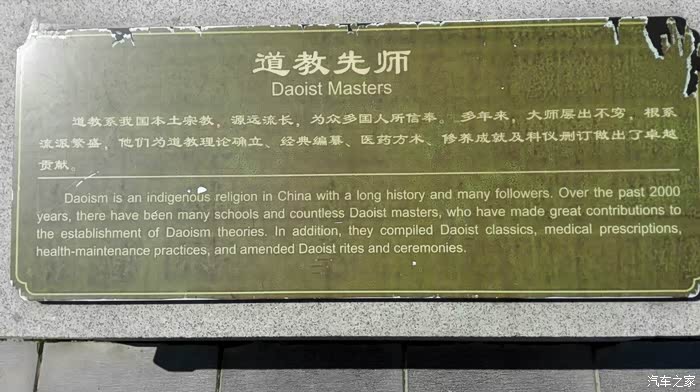 道教先师
Daoist Masters
道教系我国本土宗教，源远流长，为众多国人所信奉。多年来，大师层出不穷，根系
流派繁盛，他们为道教理论确立、经典编纂、医药方术、修养成就及科仪删订做出了卓越
贡献。
Daoism is an indigenous religion in China with a long history and many followers. Over the past 2000
years, there have been many schools and countless Daoist masters, who have made great contributions to
the establishment of Daoism theories. In addition, they compiled Daoist classics, medical prescriptions,
health-maintenance practices, and amended Daoist rites and ceremonies.
汽车之家